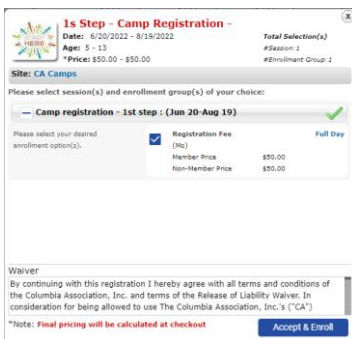 START
HERE
1s Step - Camp Registration -
x
Date: 6/20/2022 - 8/19/2022
Total Selection(s)
Age: 5 - 13
#Session:1
*Price: $50.00 - $50.00
#Enrollment Group:1
Site: CA Camps
Please select session(s) and enrollment group(s) of your choice:
Camp registration - 1st step : (Jun 20-Aug 19)
Please select your desired
enrollment option(s).
Registration Fee
Full Day
(Mo)
Member Price $50.00
Non-Member Price $50.00
Waiver
By continuing with this registration I hereby agree with all terms and conditions of
the Columbia Association, Inc. and terms of the Release of Liability Waiver. In
consideration for being allowed to use The Columbia Association, Inc.'s ("CA")
*Note: Final pricing will be calculated at checkout
Accept & Enroll